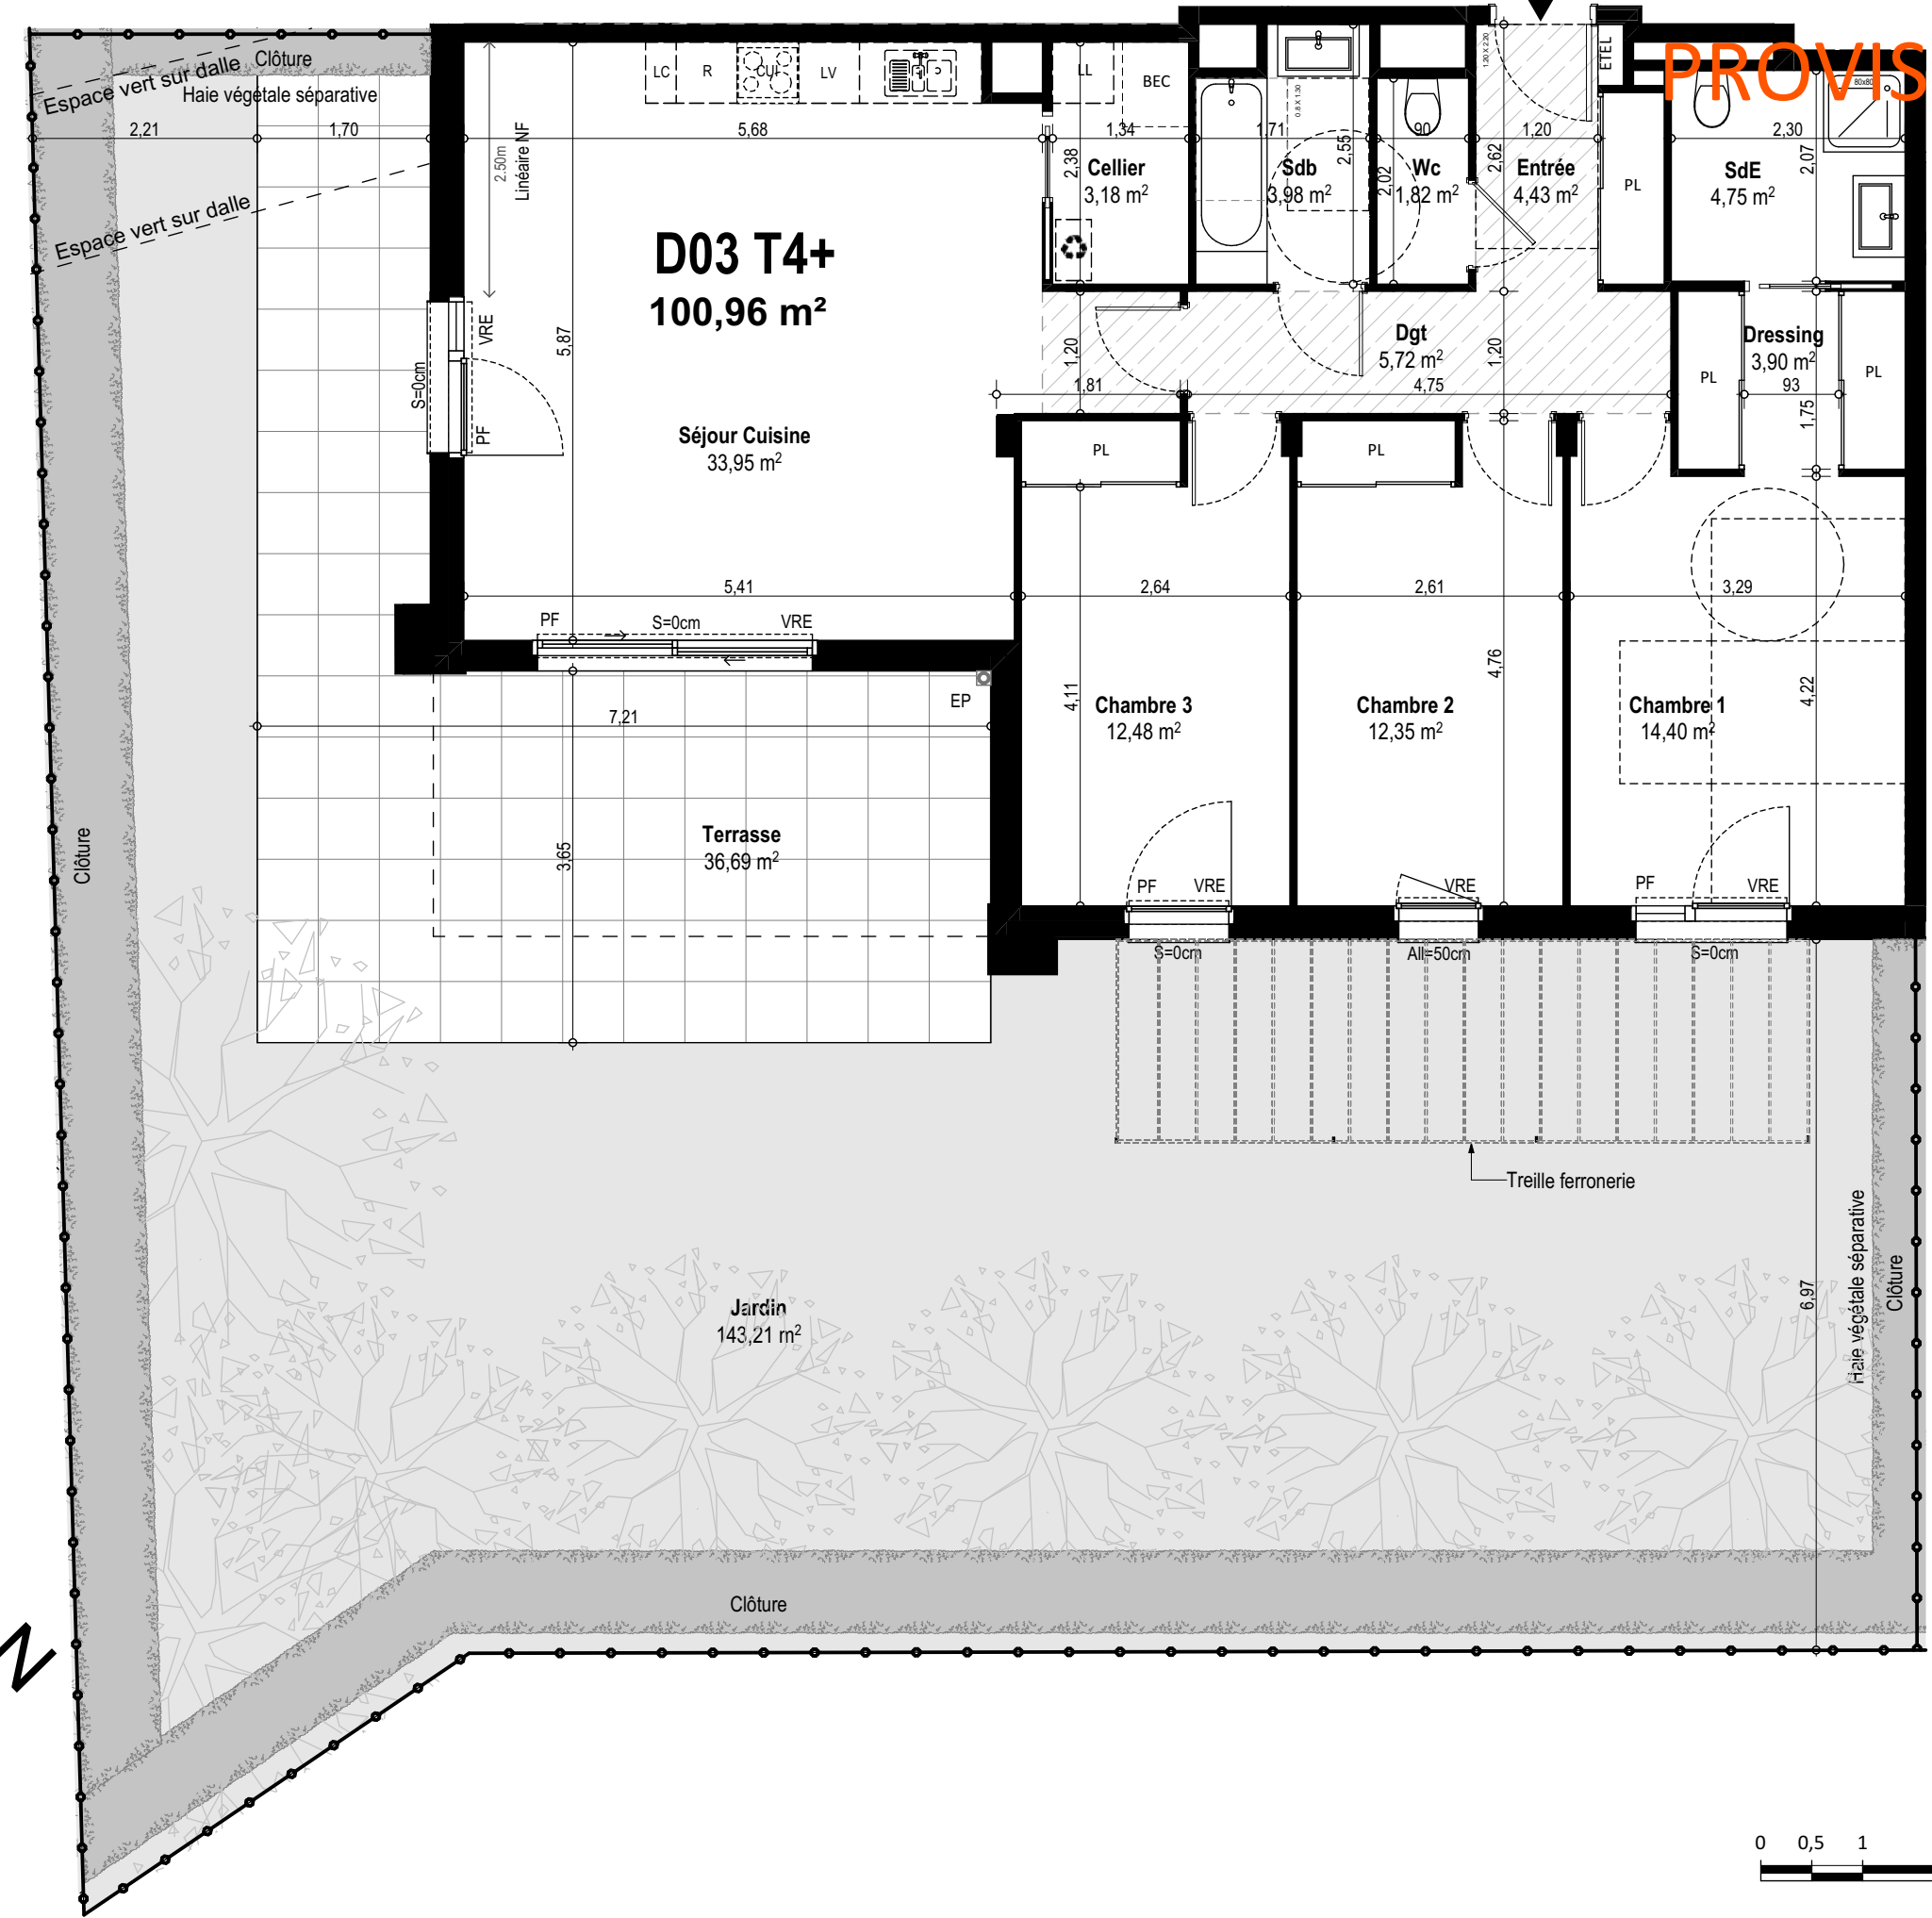 PROVIS
Clôture
Espace vert sur dalle
Haie végétale séparative
2,21
1,70
Espace vert sur dalle
LC
R
CUI
LV
LL
BEC
ETEL
1.20 X 2.20
0.8 X 1.30
80x80
5,68
1,34
1,71
90
1,20
2,30
2.50m
Linéaire NF
2,38
2,55
2,02
2,62
2,07
Cellier
3,18 m²
Sdb
3,98 m²
Wc
1,82 m²
Entrée
4,43 m²
PL
SdE
4,75 m²
D03 T4+
100,96 m²
VRE
S=0cm
PF
5,87
1,20
Dgt
5,72 m²
1,20
Dressing
3,90 m²
PL
PL
93
1,75
1,81
4,75
Séjour Cuisine
33,95 m²
PL
PL
5,41
2,64
2,61
3,29
PF
S=0cm
VRE
4,11
4,76
4,22
EP
7,21
Chambre 3
12,48 m²
Chambre 2
12,35 m²
Chambre 1
14,40 m²
Terrasse
36,69 m²
3,65
Clôture
PF
VRE
VRE
PF
VRE
S=0cm
All=50cm
S=0cm
Treille ferronerie
Haie végétale séparative
Clôture
6,97
Jardin
143,21 m²
Clôture
N
0 0,5 1